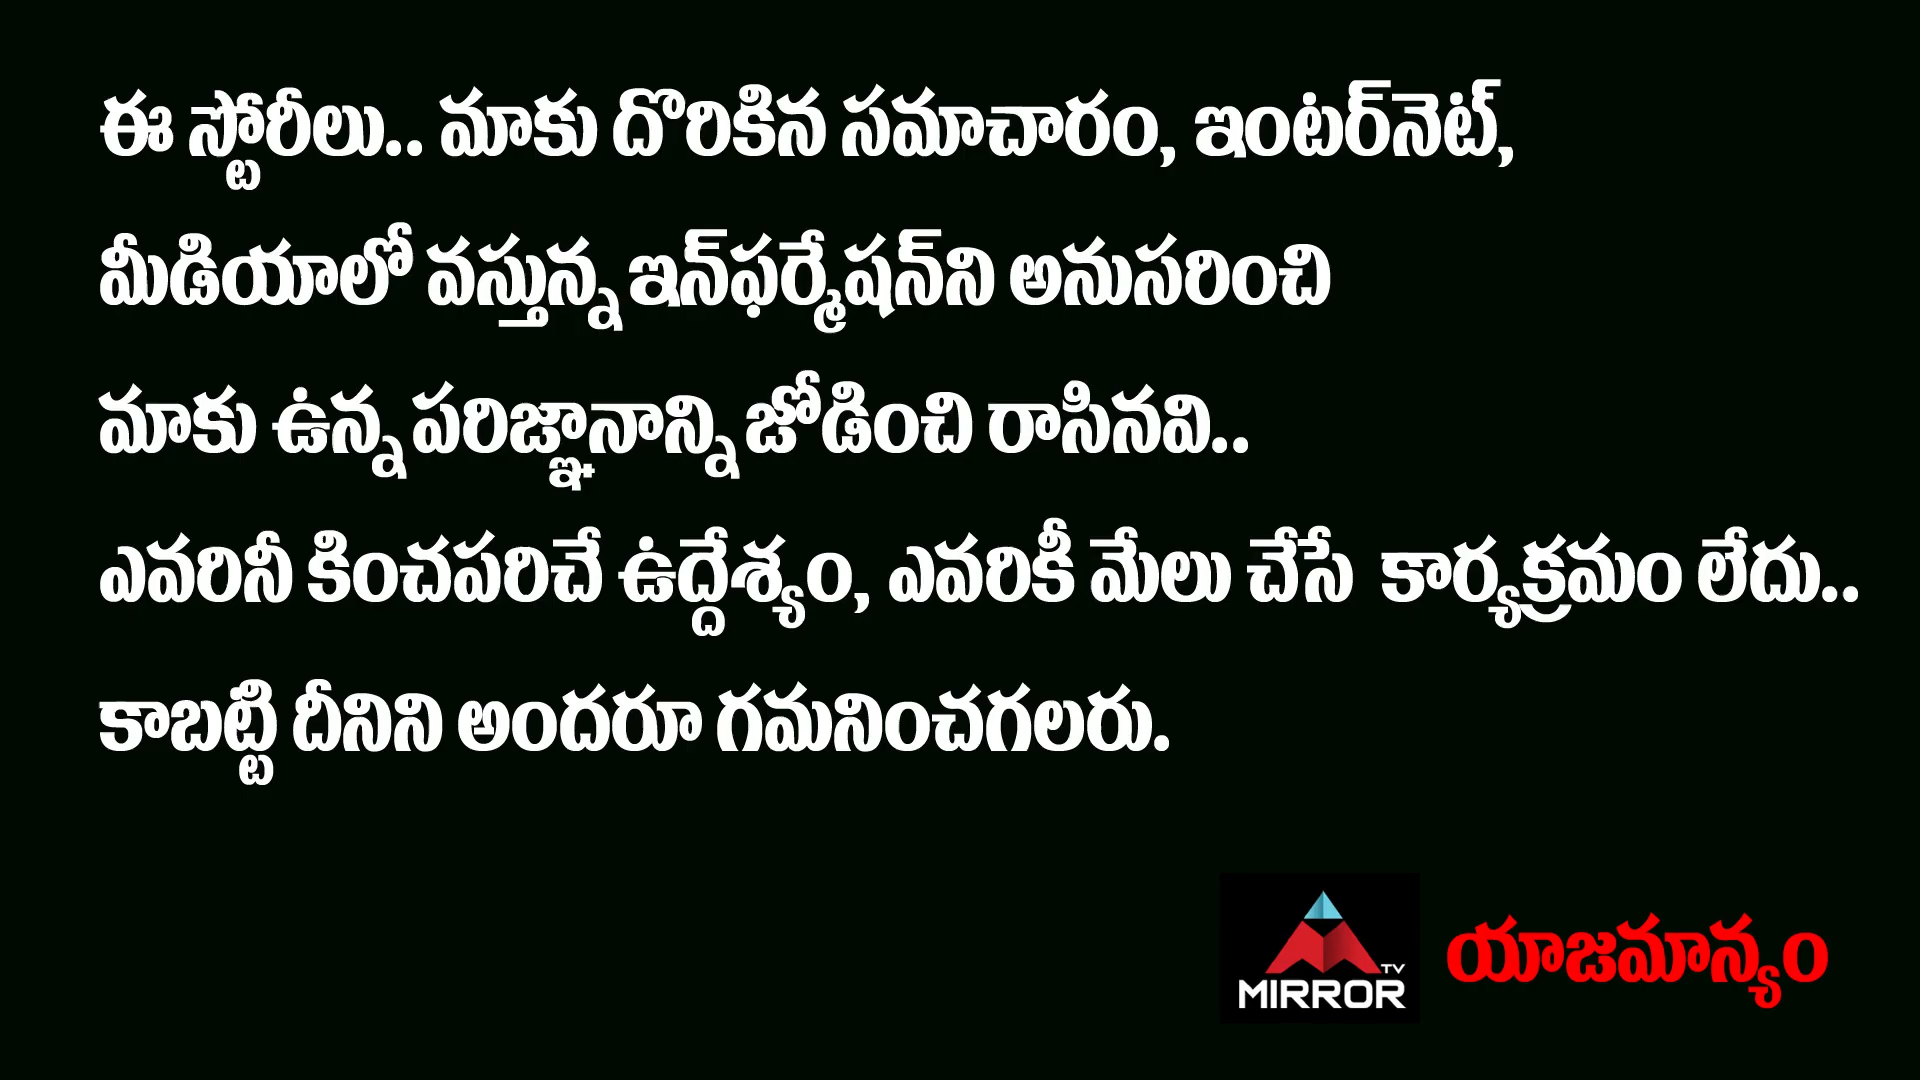 ఈ స్టోరీలు.. మాకు దొరికిన సమాచారం, ఇంటర్‌నెట్,
మీడియాలో వస్తున్న ఇన్‌ఫర్మేషన్‌ని అనుసరించి
మాకు ఉన్న పరిజ్ఞానాన్ని జోడించి రాసినవి..
ఎవరినీ కించపరిచే ఉద్దేశ్యం, ఎవరికీ మేలు చేసే కార్యక్రమం లేదు..
కాబట్టి దీనిని అందరూ గమనించగలరు.
TV
MIRROR
యాజమాన్యం